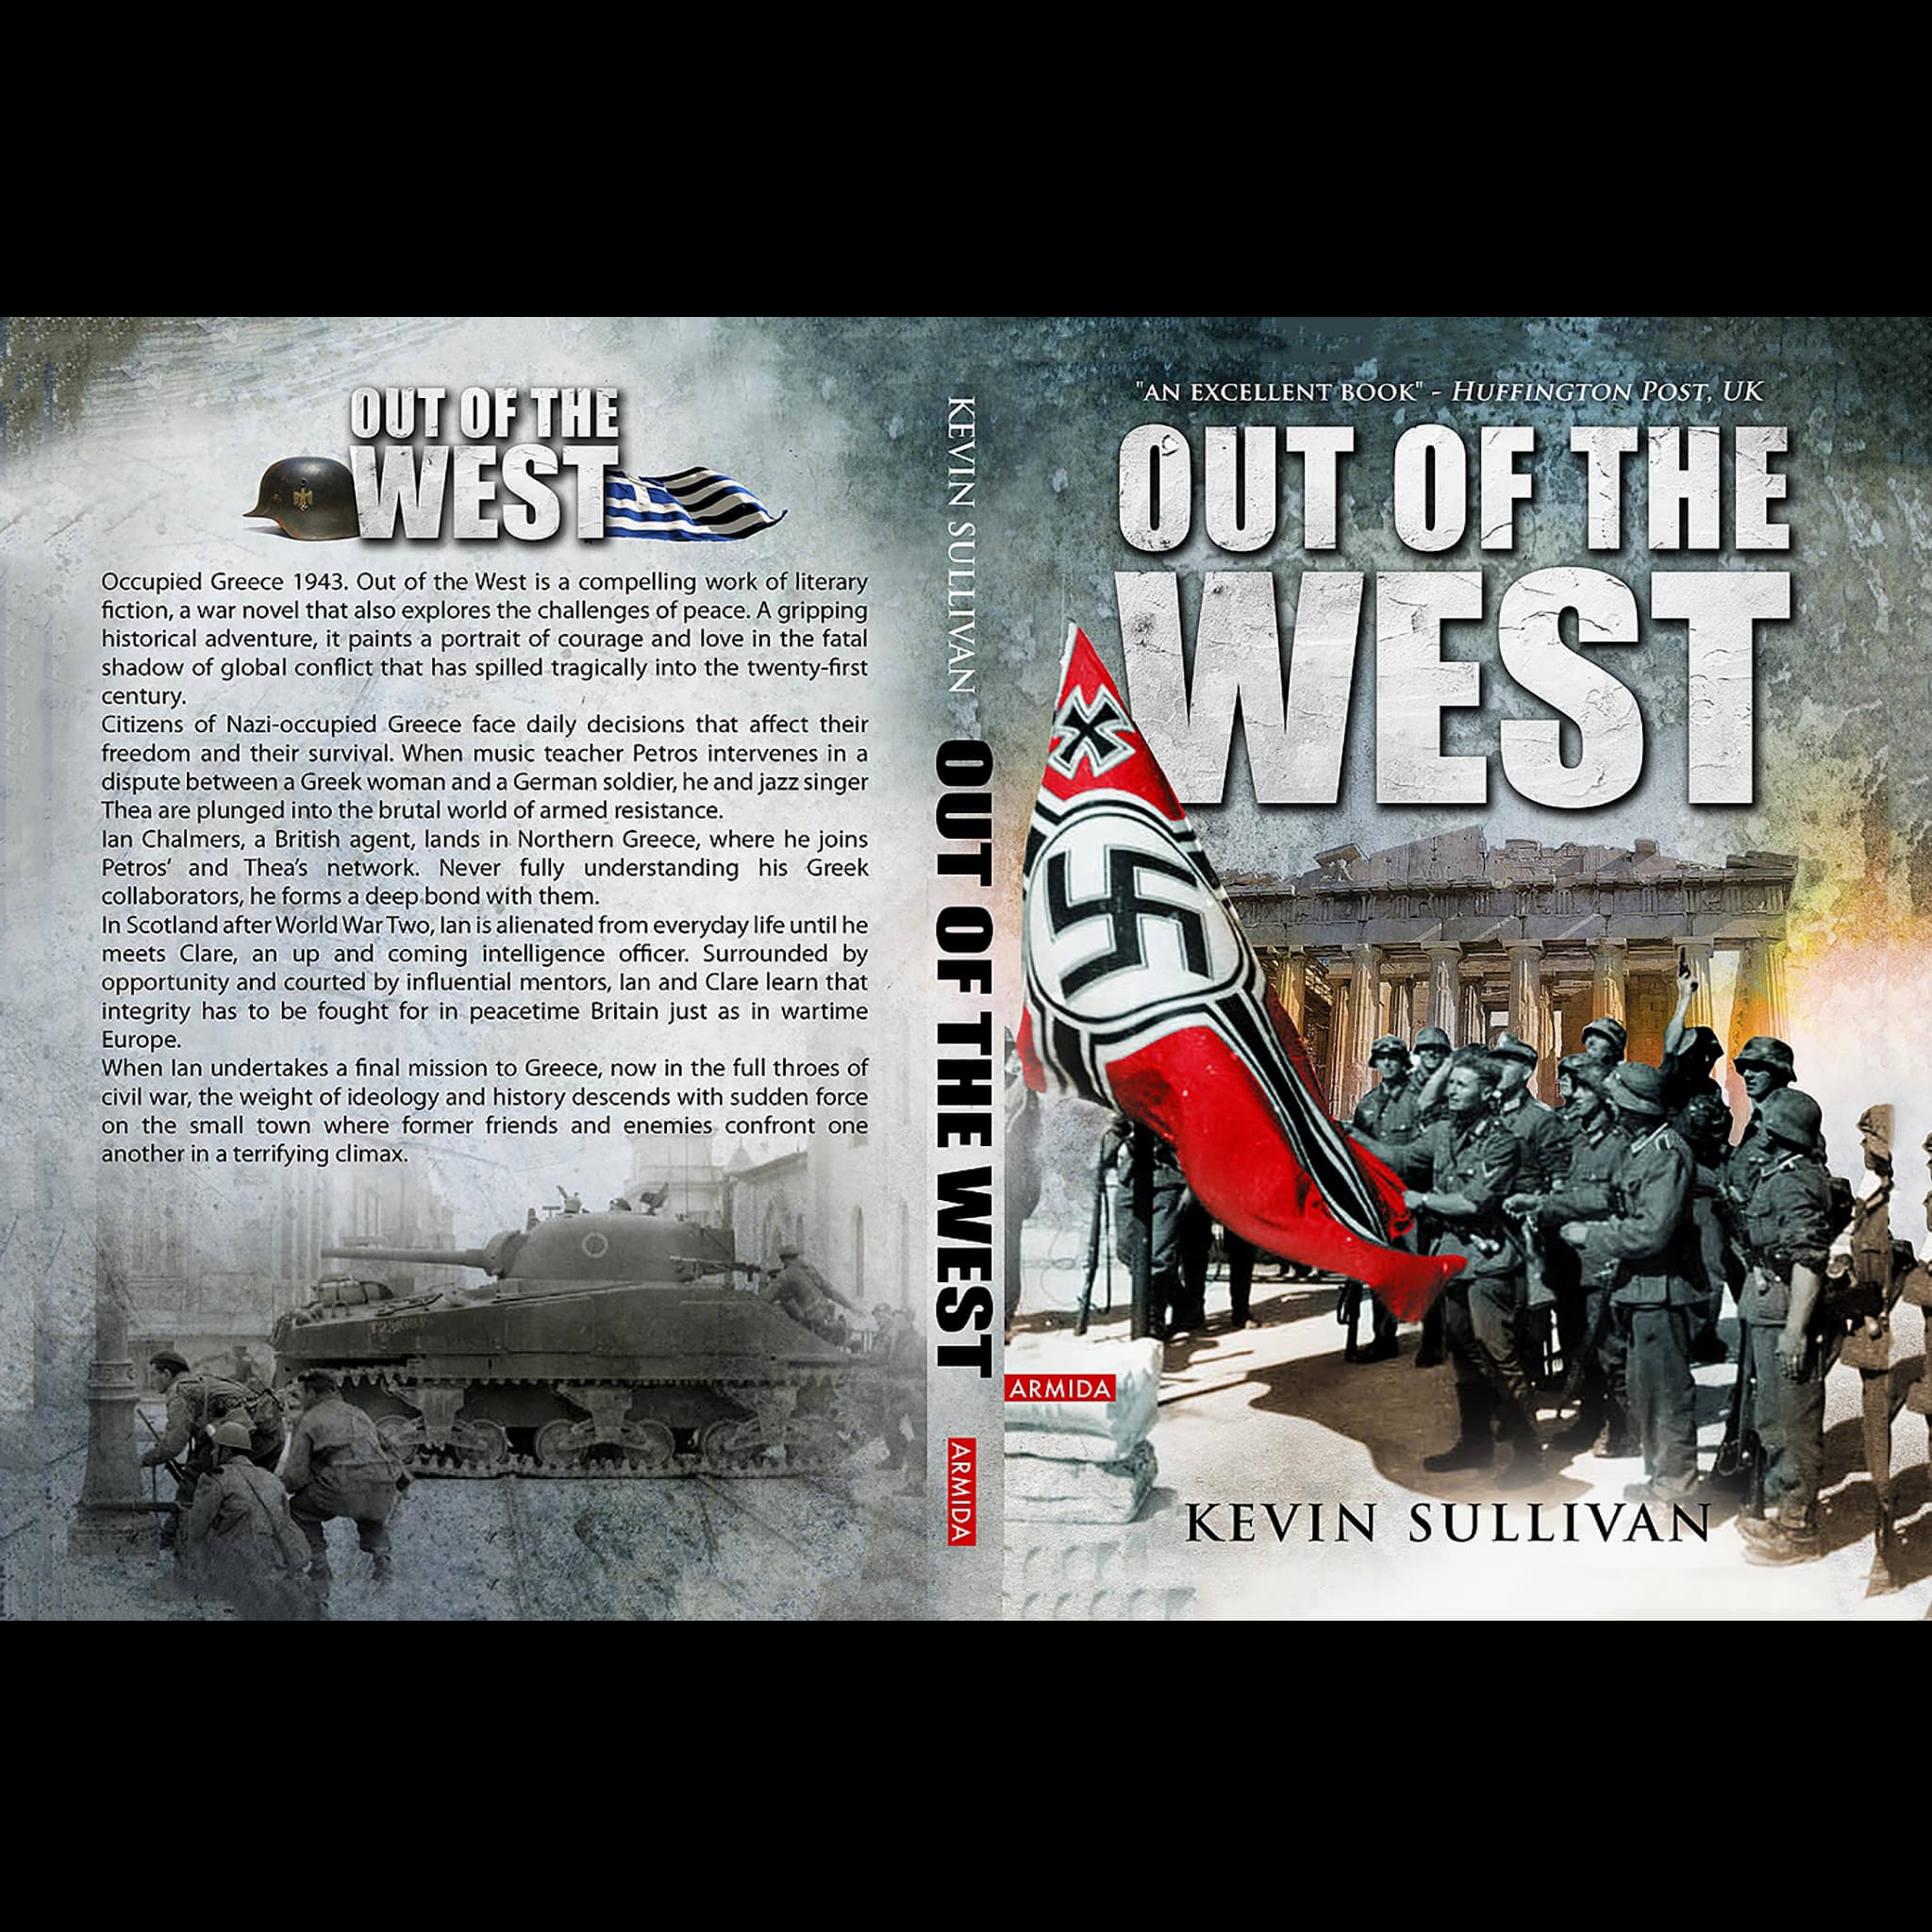 OUT OF THE
WEST
Occupied Greece 1943. Out of the West is a compelling work of literary
fiction, a war novel that also explores the challenges of peace. A gripping
historical adventure, it paints a portrait of courage and love in the fatal
shadow of global conflict that has spilled tragically into the twenty-first
century.
Citizens of Nazi-occupied Greece face daily decisions that affect their
freedom and their survival. When music teacher Petros intervenes in a
dispute between a Greek woman and a German soldier, he and jazz singer
Thea are plunged into the brutal world of armed resistance.
Ian Chalmers, a British agent, lands in Northern Greece, where he joins
Petros’ and Thea’s network. Never fully understanding his Greek
collaborators, he forms a deep bond with them.
In Scotland after World War Two, Ian is alienated from everyday life until he
meets Clare, an up and coming intelligence officer. Surrounded by
opportunity and courted by influential mentors, Ian and Clare learn that
integrity has to be fought for in peacetime Britain just as in wartime
Europe.
When Ian undertakes a final mission to Greece, now in the full throes of
civil war, the weight of ideology and history descends with sudden force
on the small town where former friends and enemies confront one
another in a terrifying climax.
KEVIN SULLIVAN OUT OF THE WEST ARMIDA
"AN EXCELLENT BOOK" - HUFFINGTON POST, UK
OUT OF THE
WEST
ARMIDA
KEVIN SULLIVAN